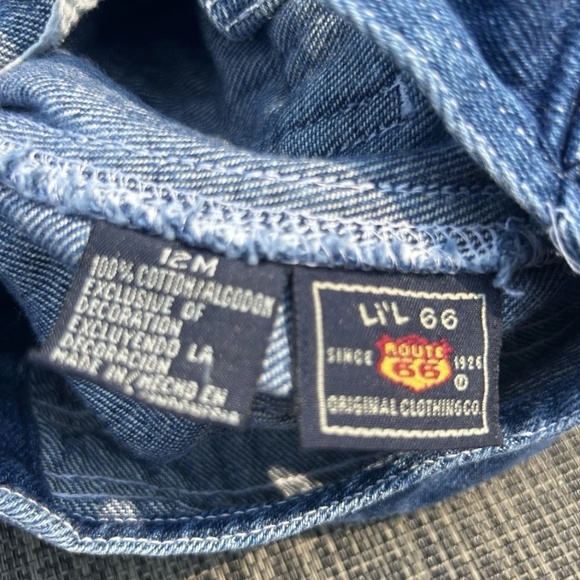 12M
100% COTTON/ALGODON
EXCLUSIVE OF
DECORATION
EXCLUYENDO LA
DECORATION
MADE IN/HECHO EN
LI'L 66
SINCE ROUTE 66 1926
ORIGINAL CLOTHING CO.